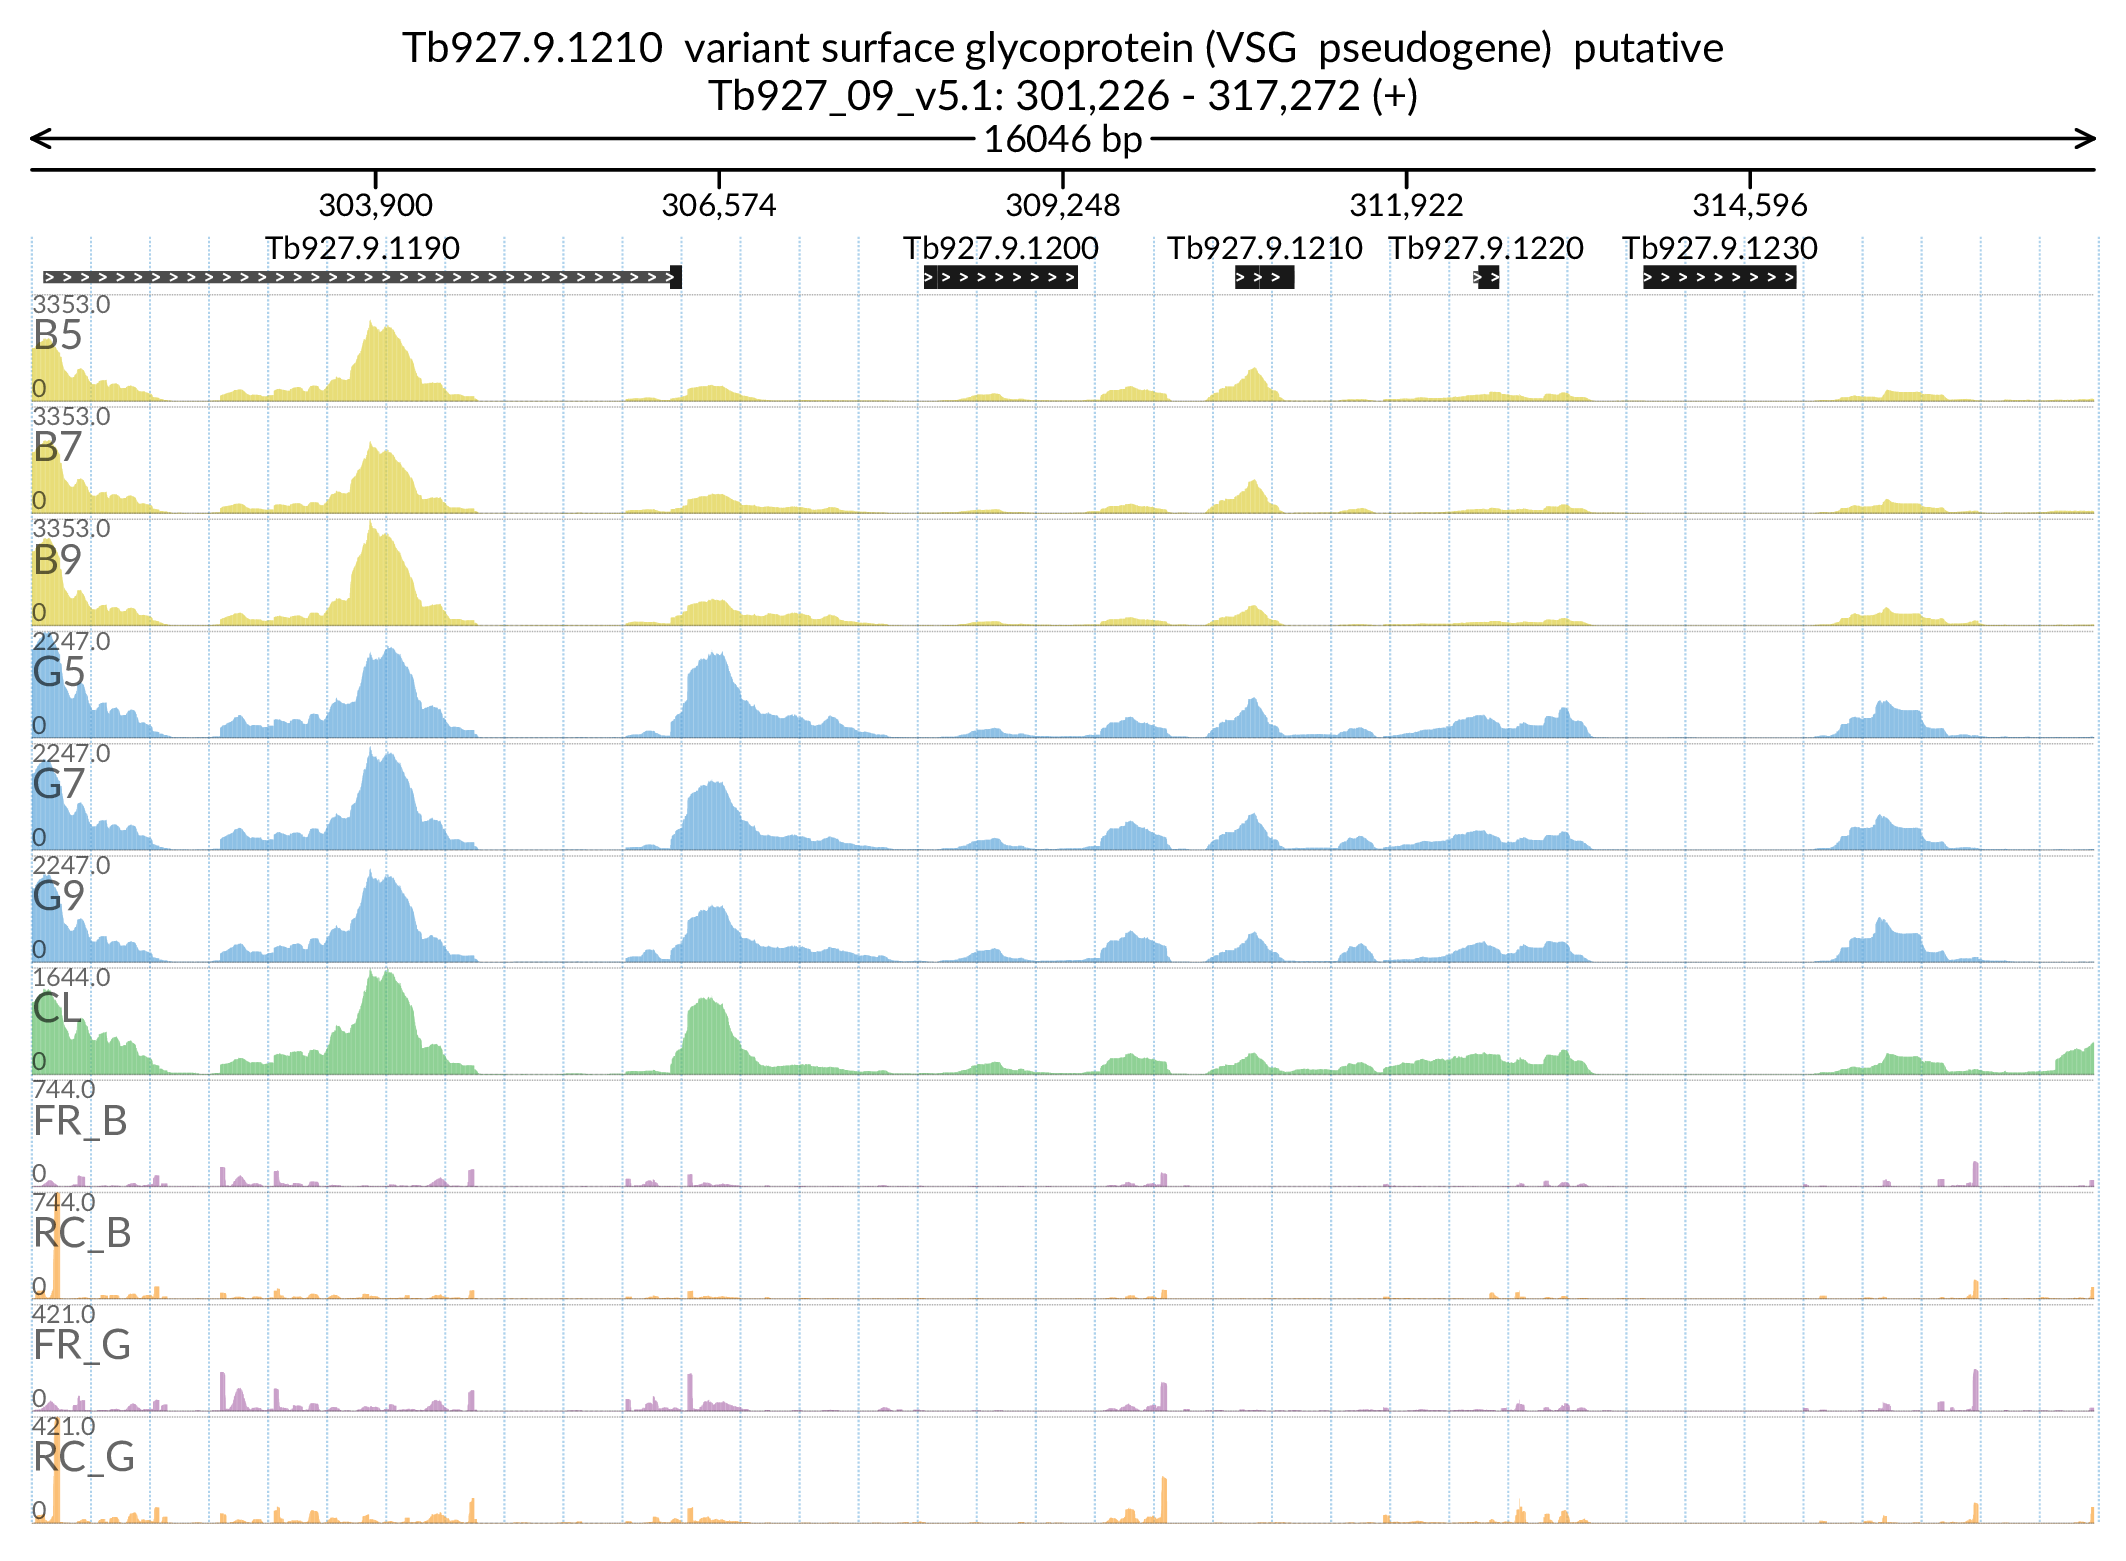 Tb927.9.1210  variant surface glycoprotein (VSG  pseudogene)  putative
Tb927_09_v5.1: 301,226 - 317,272 (+)
16046 bp
303,900 306,574 309,248 311,922 314,596
Tb927.9.1190 Tb927.9.1200 Tb927.9.1210 Tb927.9.1220 Tb927.9.1230
3353.0
B5
0
3353.0
B7
0
3353.0
B9
0
2247.0
G5
0
2247.0
G7
0
2247.0
G9
0
1644.0
CL
0
744.0
FR_B
0
744.0
RC_B
0
421.0
FR_G
0
421.0
RC_G
0